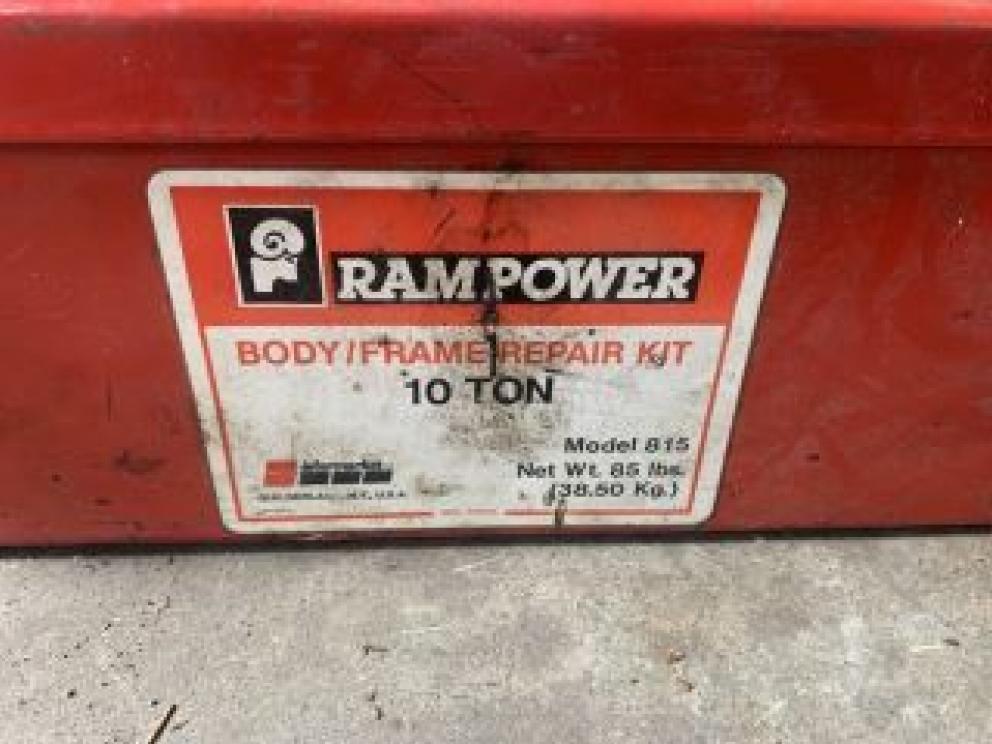 RAM POWER
BODY/FRAME REPAIR KIT
10 TON
Model 815
Net Wt. 85 lbs.
(38.50 Kg.)
N.Y., U.S.A.